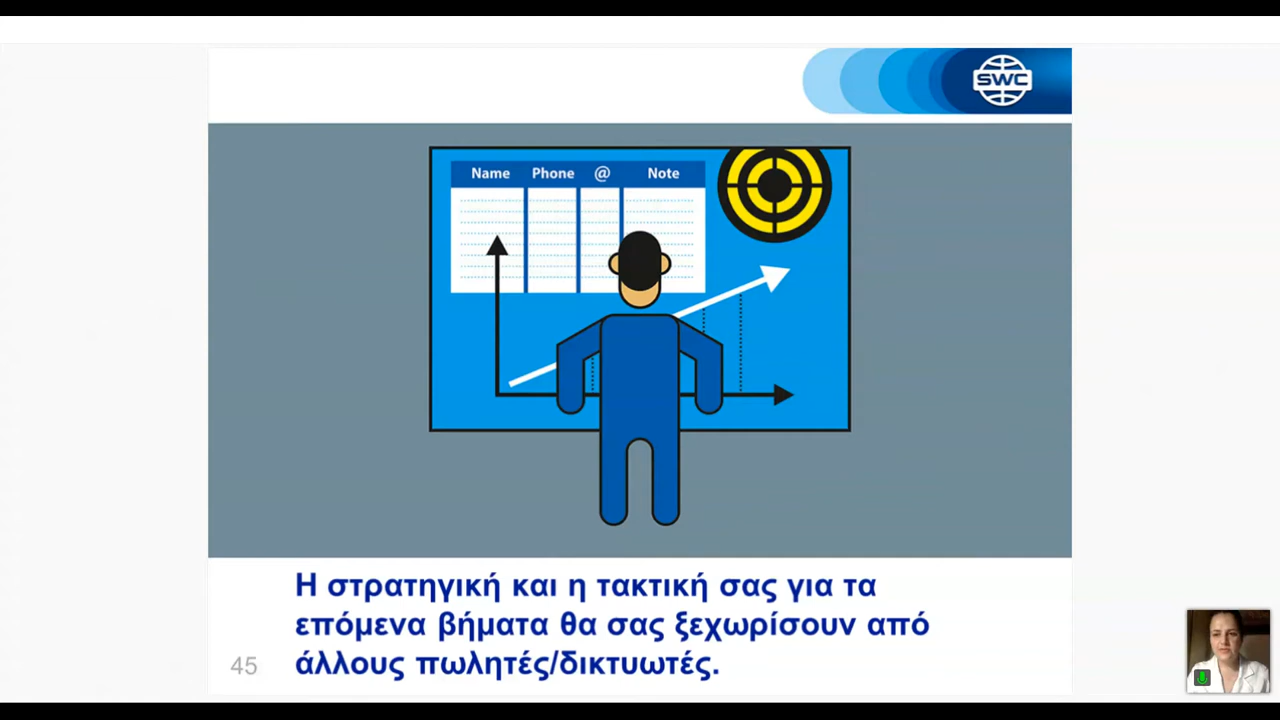 SWC
Name Phone @ Note
Η στρατηγική και η τακτική σας για τα
επόμενα βήματα θα σας ξεχωρίσουν από
άλλους πωλητές/δικτυωτές.
45